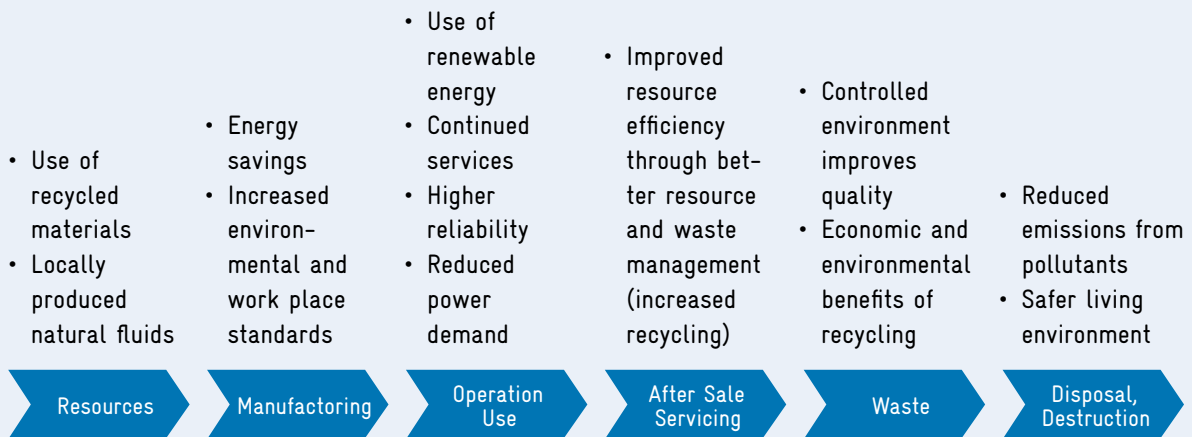 • Use of
recycled
materials
• Locally
produced
natural fluids
Resources
• Energy
savings
• Increased
environ-
mental and
work place
standards
Manufactoring
• Use of
renewable
energy
• Continued
services
• Higher
reliability
• Reduced
power
demand
Operation
Use
• Improved
resource
efficiency
through bet-
ter resource
and waste
management
(increased
recycling)
After Sale
Servicing
• Controlled
environment
improves
quality
• Economic and
environmental
benefits of
recycling
Waste
• Reduced
emissions from
pollutants
• Safer living
environment
Disposal,
Destruction